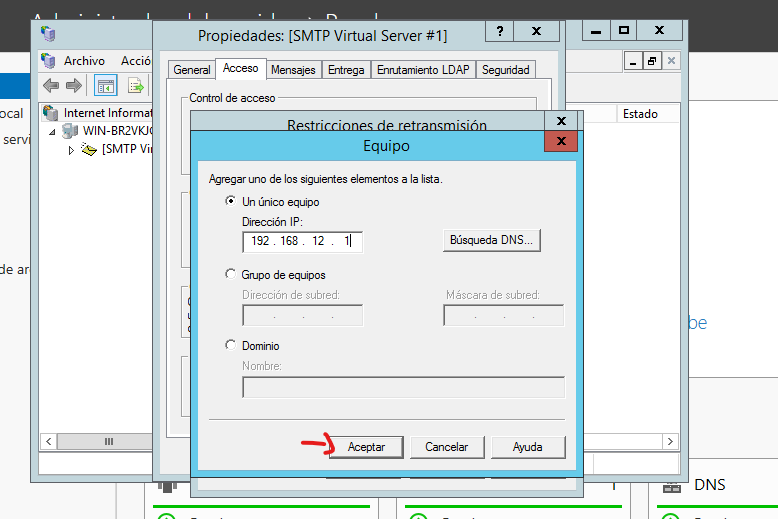 Propiedades: [SMTP Virtual Server #1]
?
Archivo
Acció
General
Acceso
Mensajes
Entrega
Enrutamiento LDAP
Seguridad
Control de acceso
Internet Informat
Estado
local
WIN-BR2VKJ
[SMTP Vi
servi
Restricciones de retransmisión
Equipo
Agregar uno de los siguientes elementos a la lista.
Un único equipo
Dirección IP:
192 . 168 . 12 . 1
Búsqueda DNS...
Grupo de equipos
de ar
Dirección de subred:
Máscara de subred:
. . .
. . .
be
Dominio
Nombre:
Aceptar
Cancelar
Ayuda
1
DNS